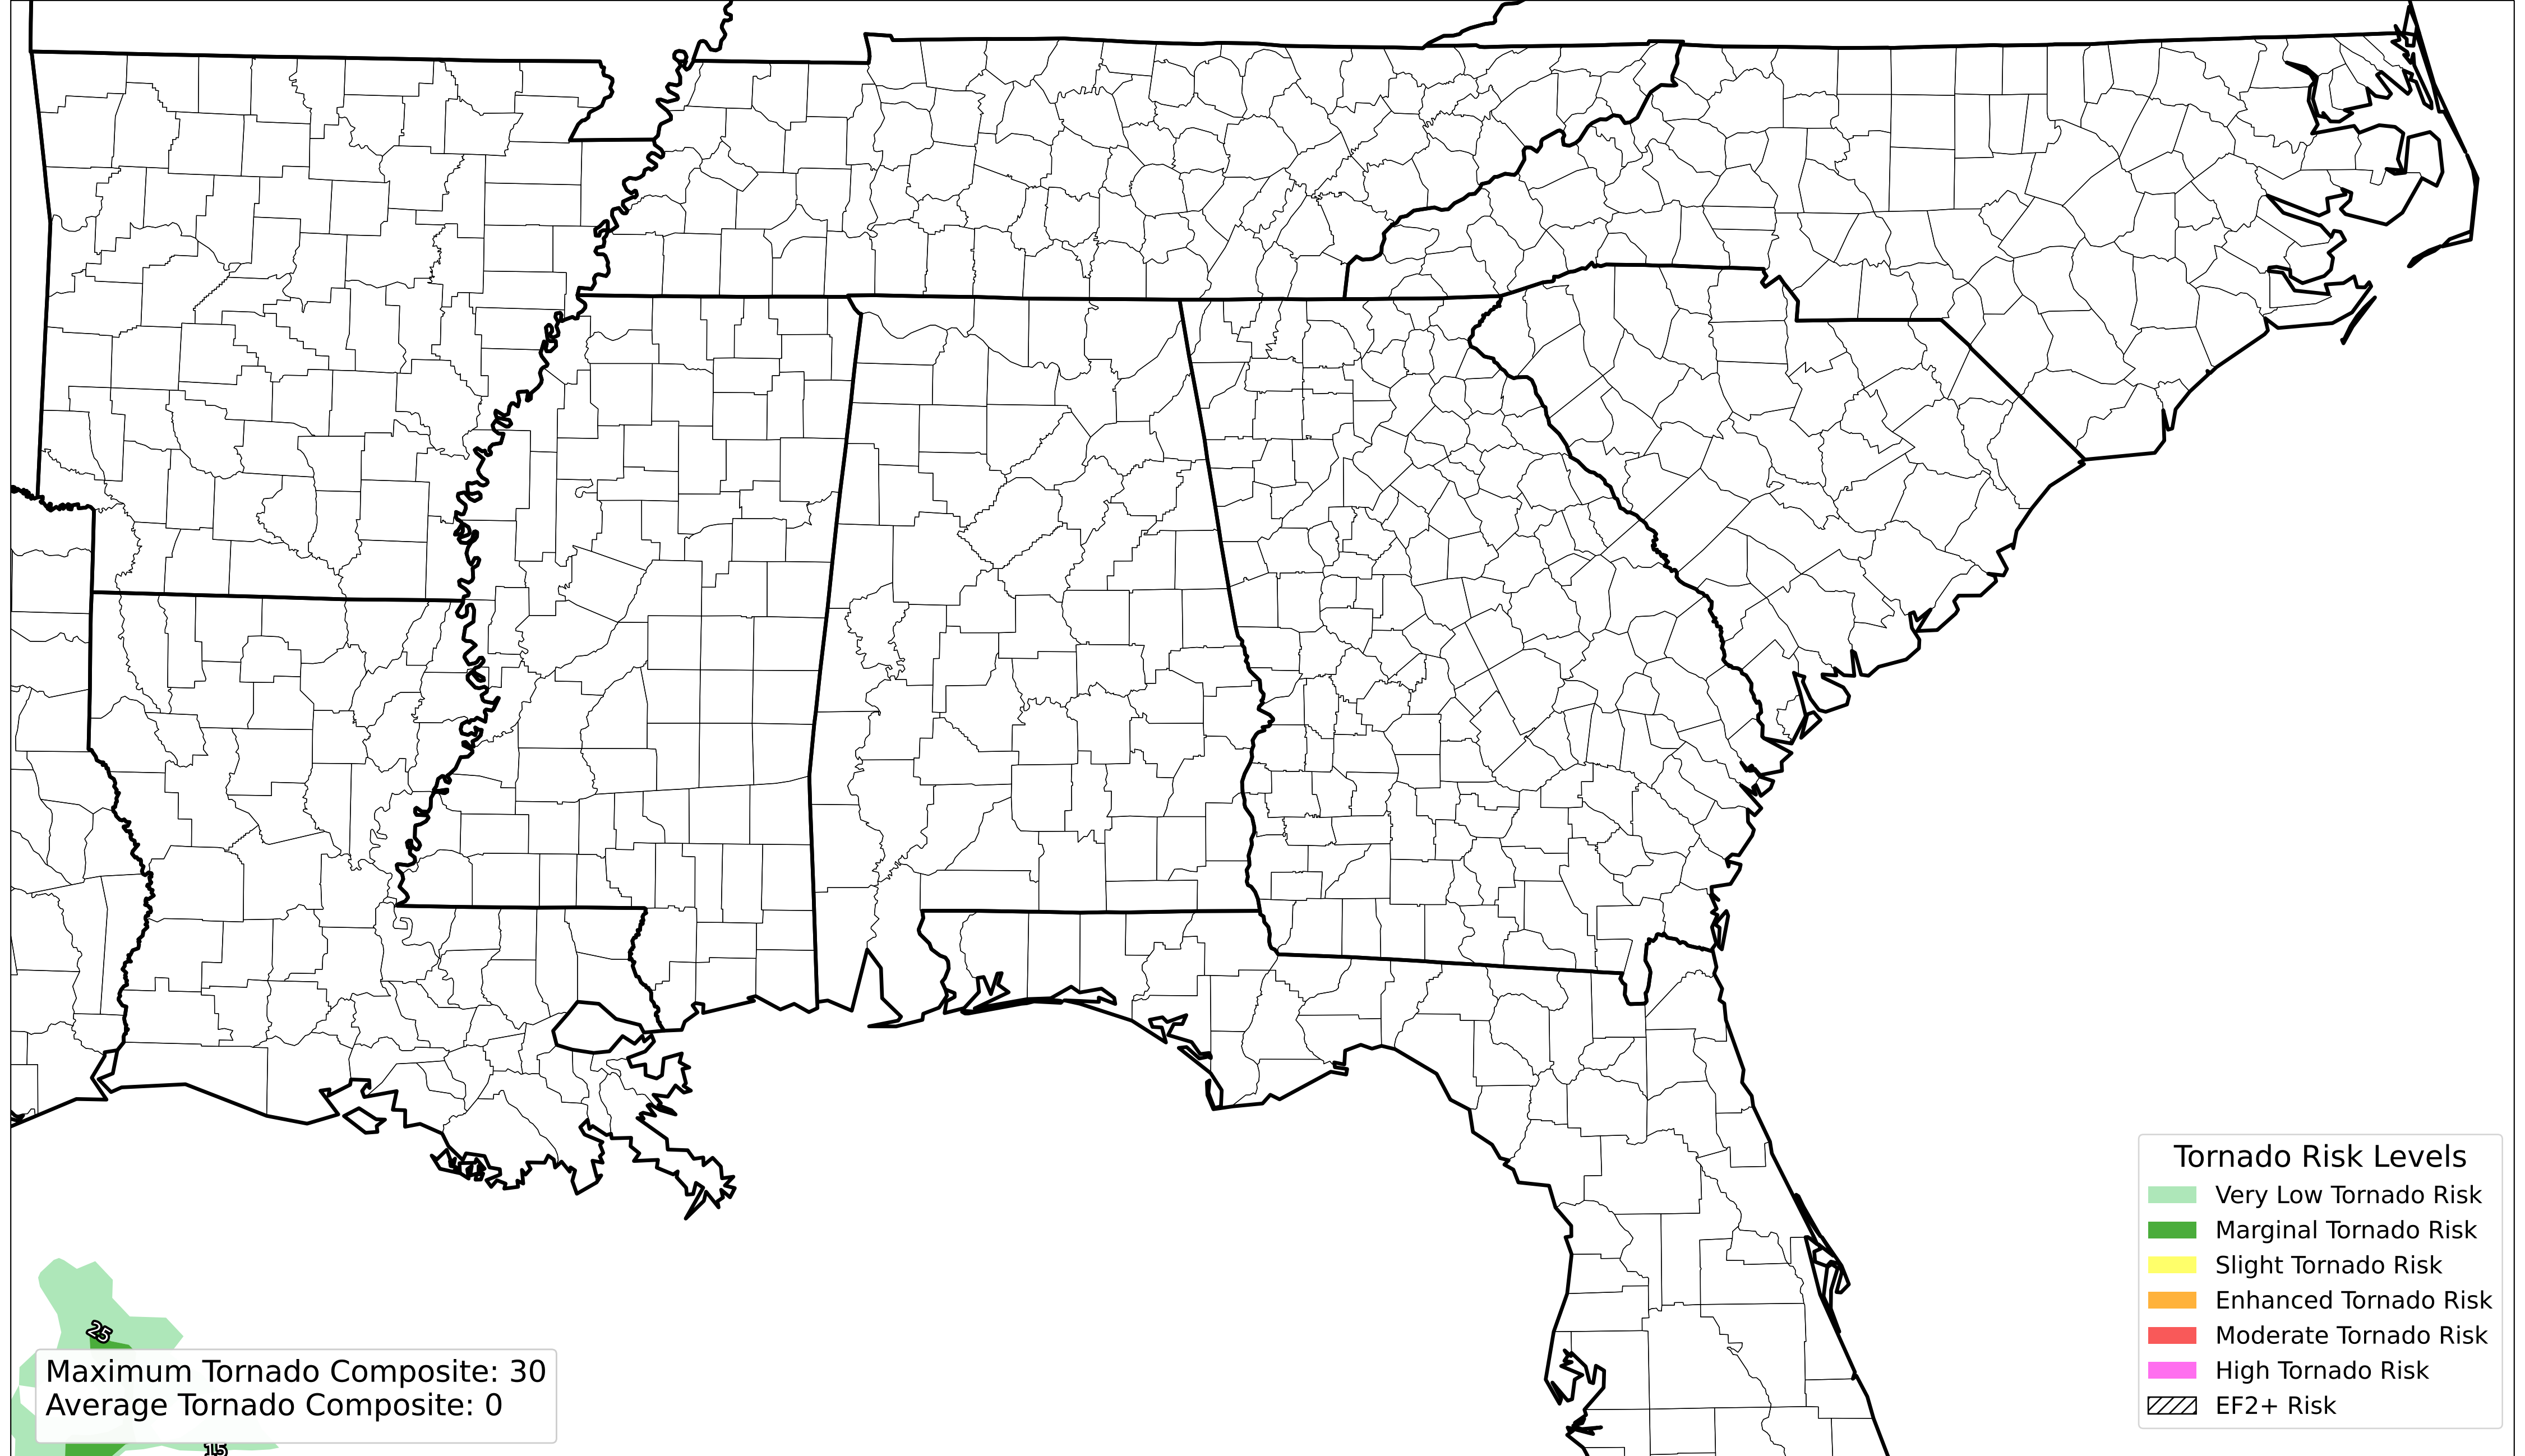 25
Maximum Tornado Composite: 30
Average Tornado Composite: 0
15
Tornado Risk Levels
Very Low Tornado Risk
Marginal Tornado Risk
Slight Tornado Risk
Enhanced Tornado Risk
Moderate Tornado Risk
High Tornado Risk
EF2+ Risk